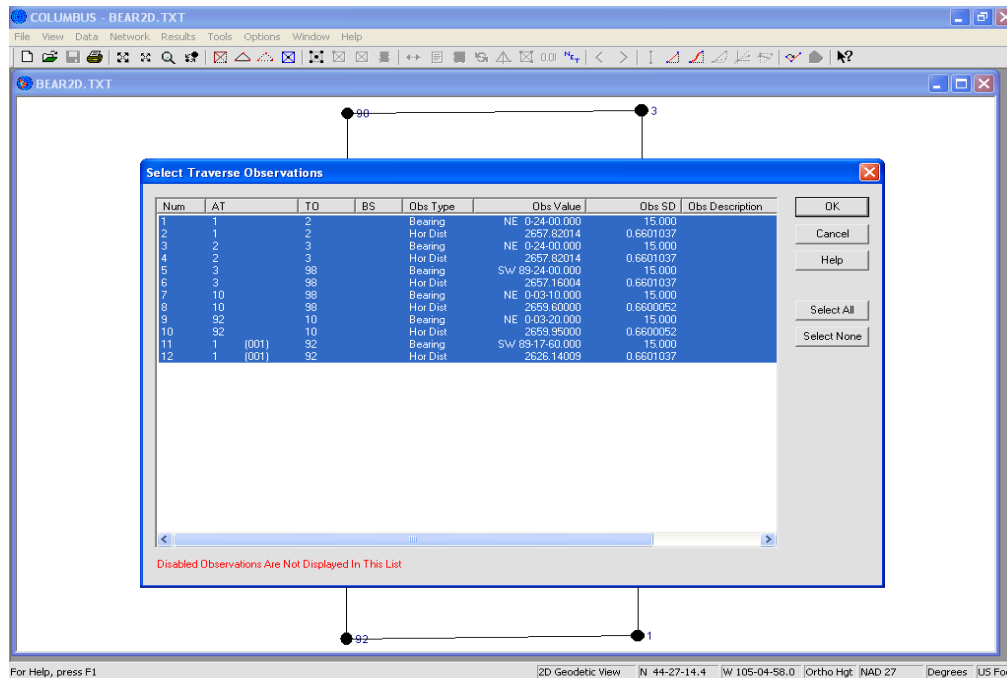 COLUMBUS - BEAR2D.TXT
File View Data Network Results Tools Options Window Help
0.01 N E T
BEAR2D.TXT
98 3
Select Traverse Observations
Num AT TO BS Obs Type Obs Value Obs SD Obs Description
1 1 2 Bearing NE 0-24-00.000 15.000
2 1 2 Hor Dist 2657.82014 0.6601037
3 2 3 Bearing NE 0-24-00.000 15.000
4 2 3 Hor Dist 2657.82014 0.6601037
5 3 98 Bearing SW 89-24-00.000 15.000
6 3 98 Hor Dist 2657.16004 0.6601037
7 10 98 Bearing NE 0-03-10.000 15.000
8 10 98 Hor Dist 2659.60000 0.6600052
9 92 10 Bearing NE 0-03-20.000 15.000
10 92 10 Hor Dist 2659.95000 0.6600052
11 1 (001) 92 Bearing SW 89-17-60.000 15.000
12 1 (001) 92 Hor Dist 2626.14009 0.6601037
OK
Cancel
Help
Select All
Select None
Disabled Observations Are Not Displayed In This List
92 1
For Help, press F1 2D Geodetic View N 44-27-14.4 W 105-04-58.0 Ortho Hgt NAD 27 Degrees US Fo